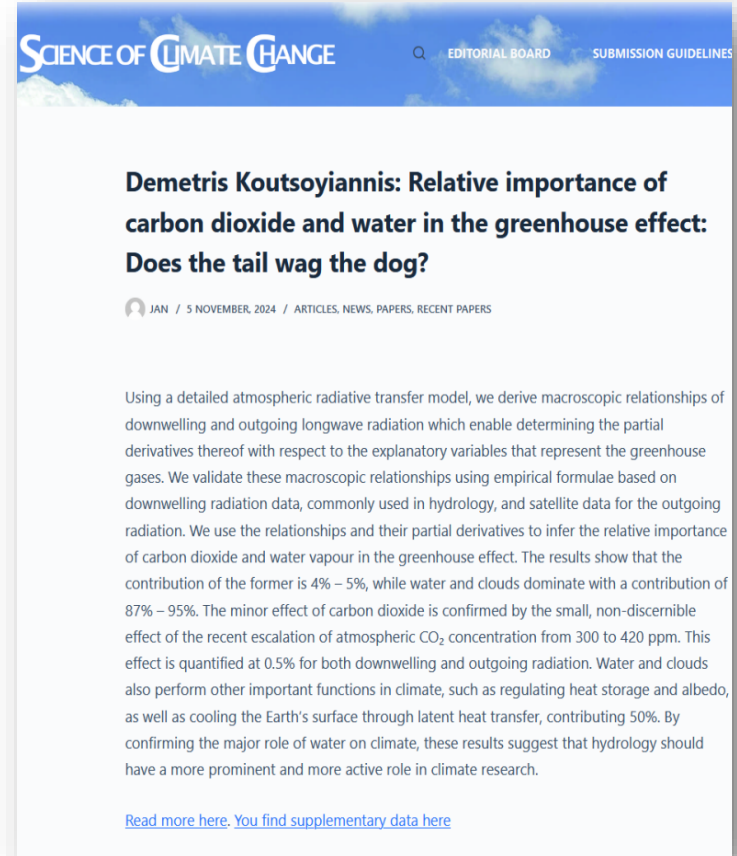 SCIENCE OF CLIMATE CHANGE
EDITORIAL BOARD
SUBMISSION GUIDELINES
Demetris Koutsoyiannis: Relative importance of
carbon dioxide and water in the greenhouse effect:
Does the tail wag the dog?
JAN / 5 NOVEMBER, 2024 / ARTICLES, NEWS, PAPERS, RECENT PAPERS
Using a detailed atmospheric radiative transfer model, we derive macroscopic relationships of
downwelling and outgoing longwave radiation which enable determining the partial
derivatives thereof with respect to the explanatory variables that represent the greenhouse
gases. We validate these macroscopic relationships using empirical formulae based on
downwelling radiation data, commonly used in hydrology, and satellite data for the outgoing
radiation. We use the relationships and their partial derivatives to infer the relative importance
of carbon dioxide and water vapour in the greenhouse effect. The results show that the
contribution of the former is 4% – 5%, while water and clouds dominate with a contribution of
87% – 95%. The minor effect of carbon dioxide is confirmed by the small, non-discernible
effect of the recent escalation of atmospheric CO₂ concentration from 300 to 420 ppm. This
effect is quantified at 0.5% for both downwelling and outgoing radiation. Water and clouds
also perform other important functions in climate, such as regulating heat storage and albedo,
as well as cooling the Earth's surface through latent heat transfer, contributing 50%. By
confirming the major role of water on climate, these results suggest that hydrology should
have a more prominent and more active role in climate research.
Read more here. You find supplementary data here